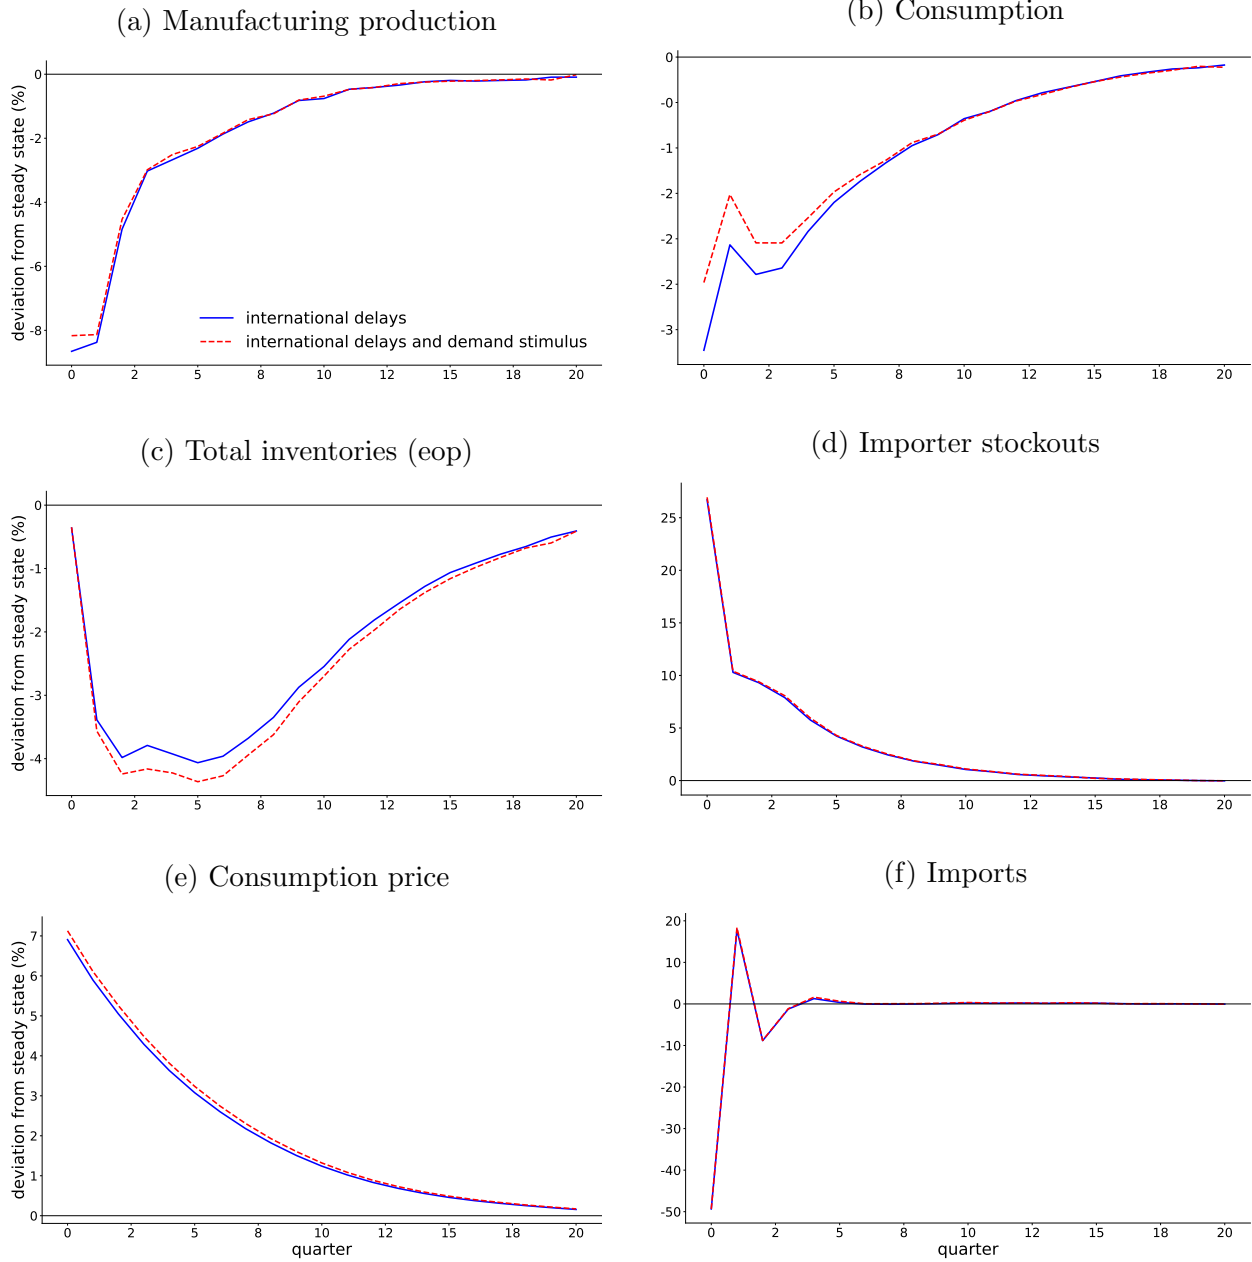 (a) Manufacturing production
(b) Consumption
deviation from steady state (%)
0
-2
-4
-6
-8
international delays
international delays and demand stimulus
0 2 5 8 10 12 15 18 20
0
-0
-1
-2
-2
-2
-3
0 2 5 8 10 12 15 18 20
(c) Total inventories (eop)
(d) Importer stockouts
deviation from steady state (%)
0
-1
-2
-3
-4
0 2 5 8 10 12 15 18 20
25
20
15
10
5
0
0 2 5 8 10 12 15 18 20
(e) Consumption price
(f) Imports
deviation from steady state (%)
7
6
5
4
3
2
1
0
0 2 5 8 10 12 15 18 20
quarter
20
10
0
-10
-20
-30
-40
-50
0 2 5 8 10 12 15 18 20
quarter